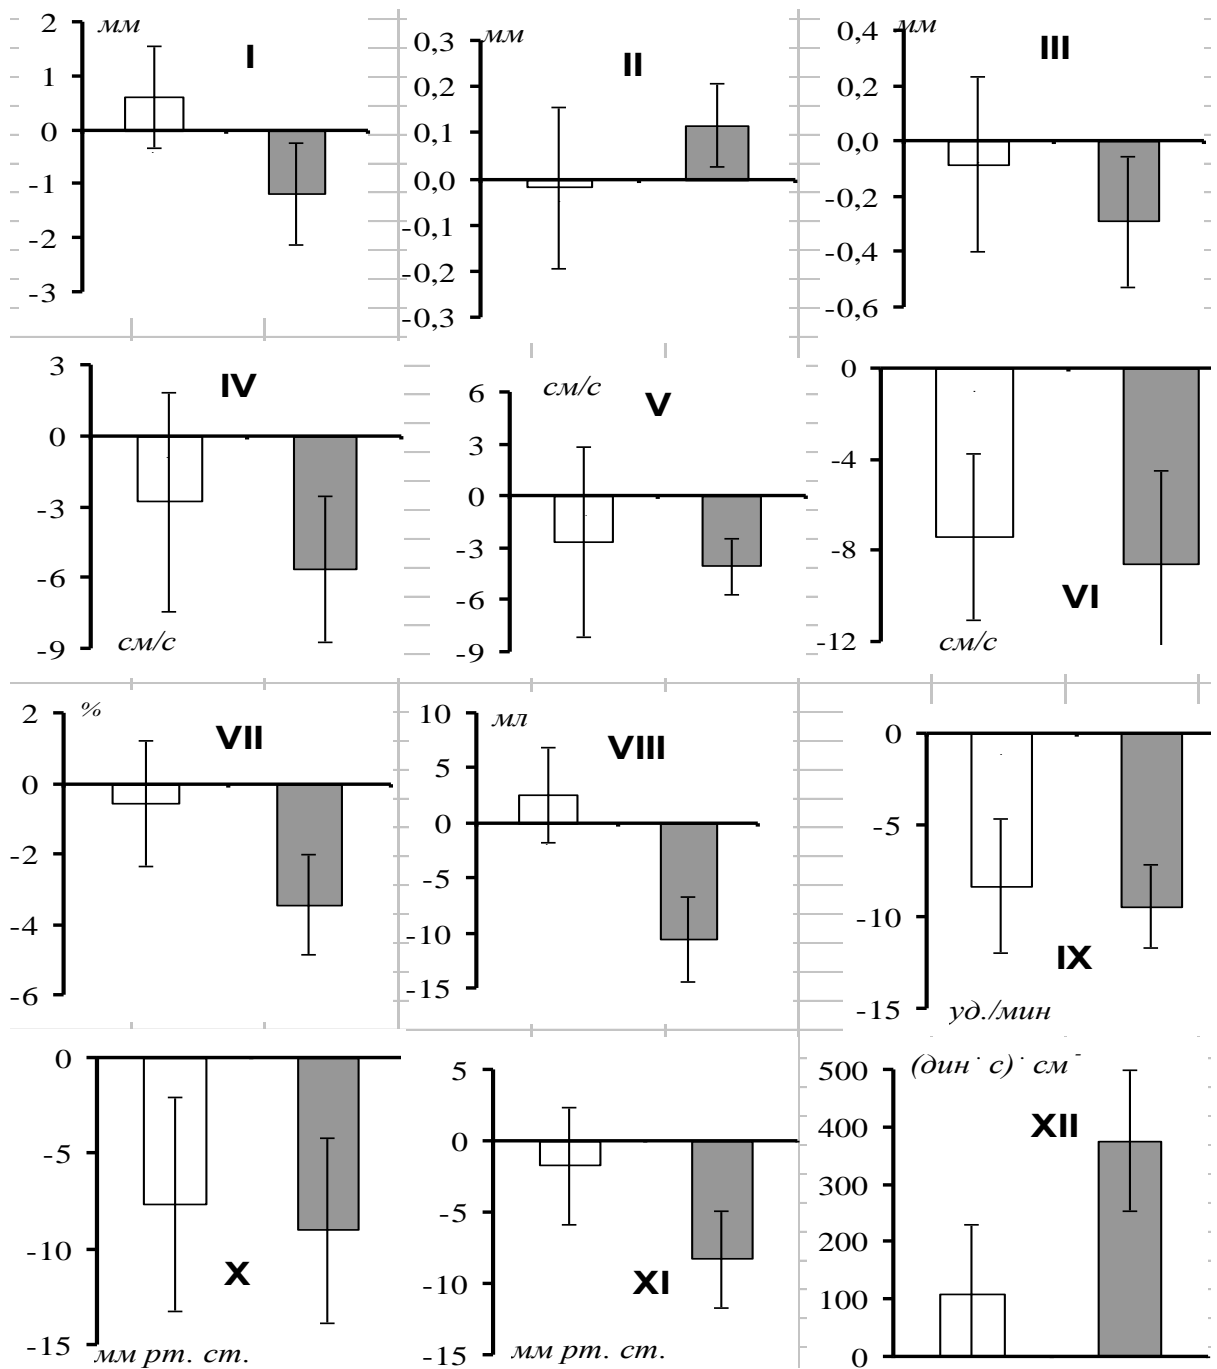 2 мм
I
1
0
-1
-2
-3
0,3 мм
II
0,2
0,1
0,0
-0,1
-0,2
-0,3
0,4 мм
III
0,2
0,0
-0,2
-0,4
-0,6
3
IV
0
-3
-6
-9 см/с
см/с
6 V
3
0
-3
-6
-9
0
-4
-8
VI
-12 см/с
2 %
VII
0
-2
-4
-6
10 мл
VIII
5
0
-5
-10
-15
0
-5
-10
IX
-15 уд./мин
0
-5
-10
X
-15 мм рт. ст.
5
0
-5
-10
XI
-15 мм рт. ст.
500 (дин· с)· см-
XII
400
300
200
100
0